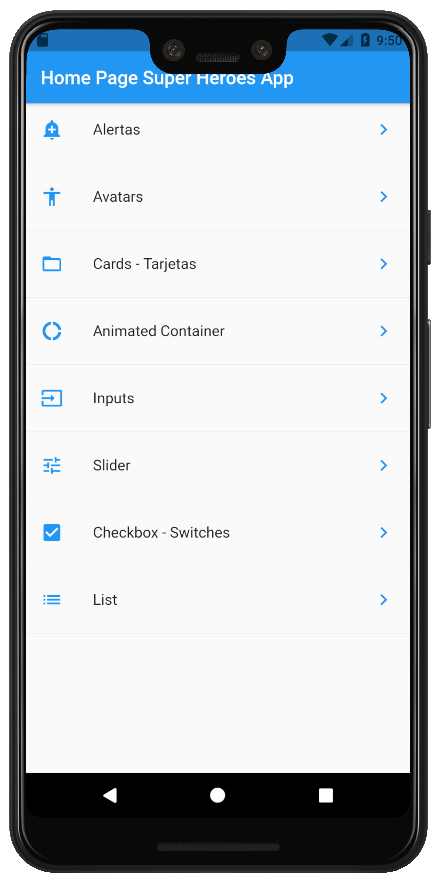 9:50
Home Page Super Heroes App
Alertas
Avatars
Cards - Tarjetas
Animated Container
Inputs
Slider
Checkbox - Switches
List